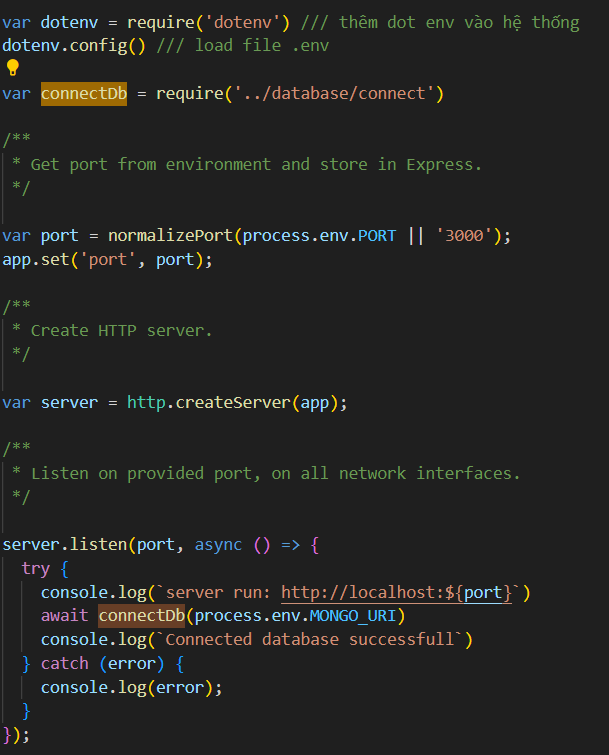 var dotenv = require('dotenv') /// thêm dot env vào hệ thống
dotenv.config() /// load file .env
var connectDb = require('../database/connect')
/**
 * Get port from environment and store in Express.
 */
var port = normalizePort(process.env.PORT || '3000');
app.set('port', port);
/**
 * Create HTTP server.
 */
var server = http.createServer(app);
/**
 * Listen on provided port, on all network interfaces.
 */
server.listen(port, async () => {
  try {
    console.log(`server run: http://localhost:${port}`)
    await connectDb(process.env.MONGO_URI)
    console.log(`Connected database successfull`)
  } catch (error) {
    console.log(error);
  }
});